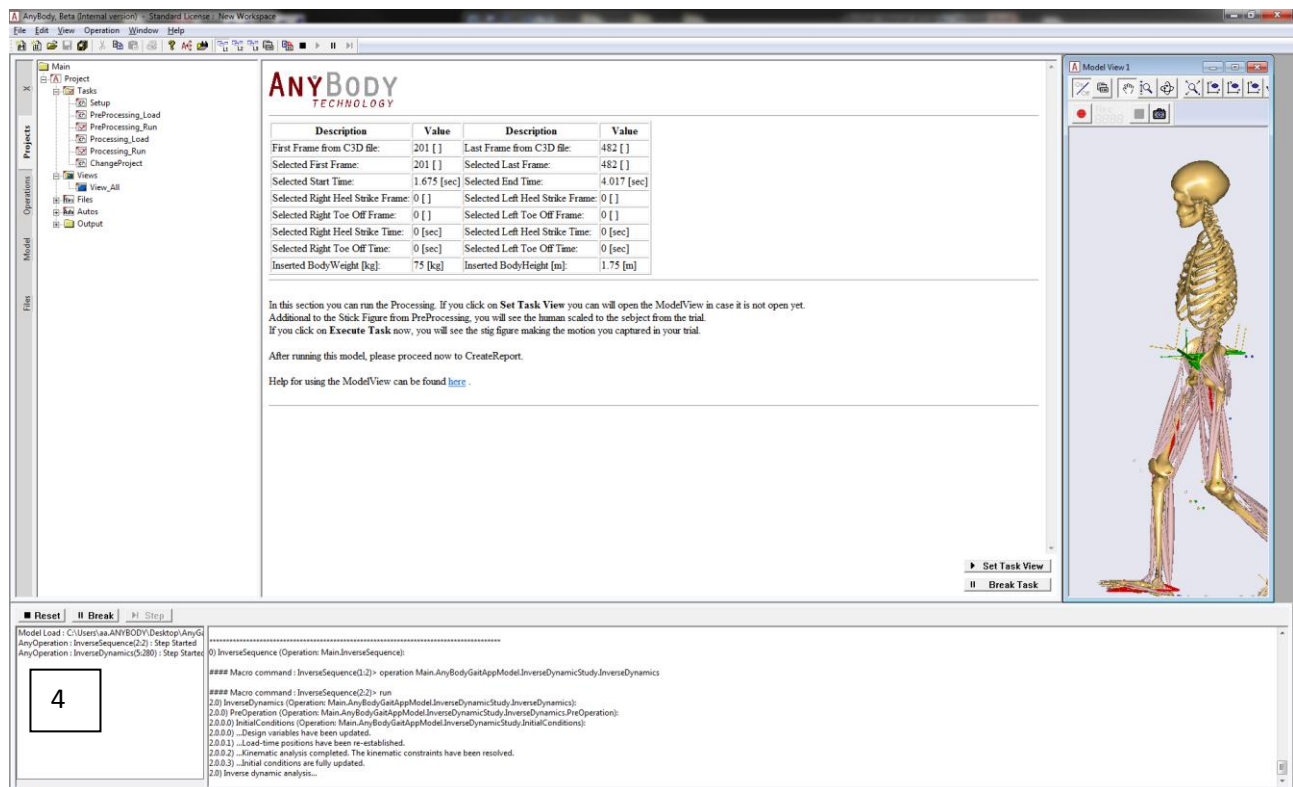 AnyBody, Beta (Internal version) - Standard License : New Workspace
File Edit View Operation Window Help
L1 L2 L3
Main
Project
Tasks
Setup
PreProcessing_Load
PreProcessing_Run
Processing_Load
Processing_Run
ChangeProject
Views
View_All
Files
Autos
Output
Projects
Operations
Model
Files
ANYBODY
TECHNOLOGY
Description Value Description Value
First Frame from C3D file: 201 [ ] Last Frame from C3D file: 482 [ ]
Selected First Frame: 201 [ ] Selected Last Frame: 482 [ ]
Selected Start Time: 1.675 [sec] Selected End Time: 4.017 [sec]
Selected Right Heel Strike Frame: 0 [ ] Selected Left Heel Strike Frame: 0 [ ]
Selected Right Toe Off Frame: 0 [ ] Selected Left Toe Off Frame: 0 [ ]
Selected Right Heel Strike Time: 0 [sec] Selected Left Heel Strike Time: 0 [sec]
Selected Right Toe Off Time: 0 [sec] Selected Left Toe Off Time: 0 [sec]
Inserted BodyWeight [kg]: 75 [kg] Inserted BodyHeight [m]: 1.75 [m]
In this section you can run the Processing. If you click on Set Task View you can will open the ModelView in case it is not open yet.
Additional to the Stick Figure from PreProcessing, you will see the human scaled to the sebject from the trial.
If you click on Execute Task now, you will see the stig figure making the motion you captured in your trial.
After running this model, please proceed now to CreateReport.
Help for using the ModelView can be found here .
Set Task View
Break Task
Model View 1
Reset Break Step
Model Load : C:\Users\aa.ANYBODY\Desktop\AnyG
AnyOperation : InverseSequence(2:2) : Step Started
AnyOperation : InverseDynamics(5:280) : Step Started
4
*****************************************************************************************
0) InverseSequence (Operation: Main.InverseSequence):
#### Macro command : InverseSequence(1:2)> operation Main.AnyBodyGaitAppModel.InverseDynamicStudy.InverseDynamics
#### Macro command : InverseSequence(2:2)> run
2.0) InverseDynamics (Operation: Main.AnyBodyGaitAppModel.InverseDynamicStudy.InverseDynamics):
2.0.0) PreOperation (Operation: Main.AnyBodyGaitAppModel.InverseDynamicStudy.InverseDynamics.PreOperation):
2.0.0.0) InitialConditions (Operation: Main.AnyBodyGaitAppModel.InverseDynamicStudy.InitialConditions):
2.0.0.0) ...Design variables have been updated.
2.0.0.1) ...Load-time positions have been re-established.
2.0.0.2) ...Kinematic analysis completed. The kinematic constraints have been resolved.
2.0.0.3) ...Initial conditions are fully updated.
2.0) Inverse dynamic analysis...